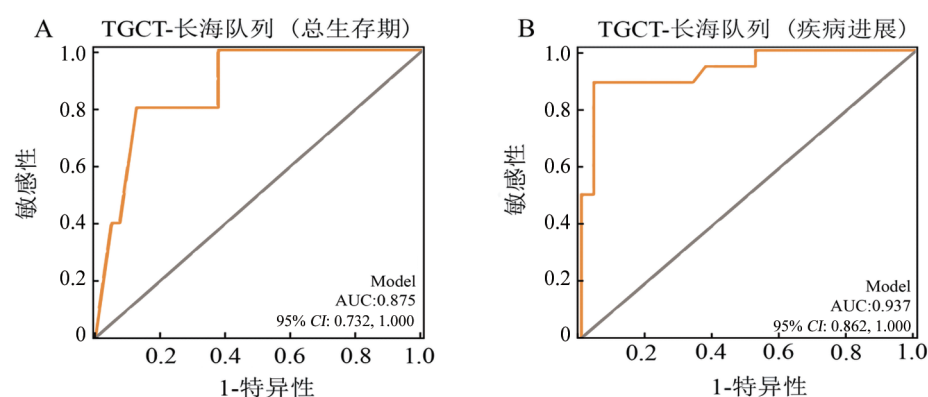 A TGCT-长海队列（总生存期）
1.0
0.8
0.6
0.4
0.2
0
敏感性
Model
AUC:0.875
95% CI: 0.732, 1.000
0.2 0.4 0.6 0.8 1.0
1-特异性
B TGCT-长海队列（疾病进展）
1.0
0.8
0.6
0.4
0.2
0
敏感性
Model
AUC:0.937
95% CI: 0.862, 1.000
0.2 0.4 0.6 0.8 1.0
1-特异性